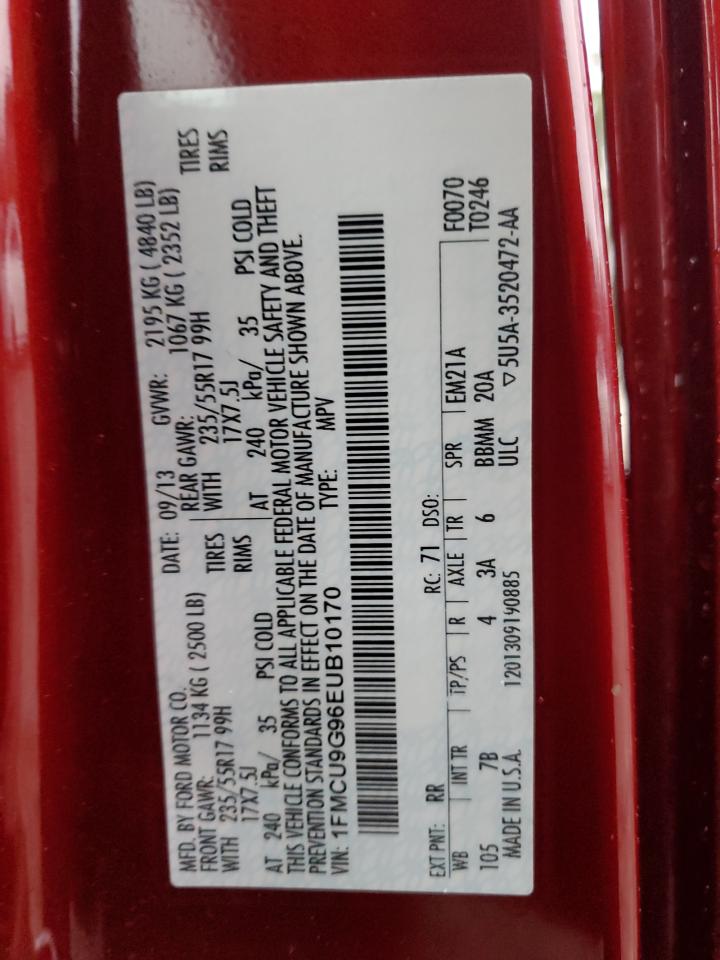 MFD. BY FORD MOTOR CO.
DATE: 09/13 GVWR: 2195 KG ( 4840 LB)
FRONT GAWR: 1134 KG ( 2500 LB)
REAR GAWR: 1067 KG ( 2352 LB)
WITH 235/55R17 99H TIRES WITH 235/55R17 99H TIRES
17X7.5J RIMS 17X7.5J RIMS
AT 240 kPa/ 35 PSI COLD AT 240 kPa/ 35 PSI COLD
THIS VEHICLE CONFORMS TO ALL APPLICABLE FEDERAL MOTOR VEHICLE SAFETY AND THEFT
PREVENTION STANDARDS IN EFFECT ON THE DATE OF MANUFACTURE SHOWN ABOVE.
VIN: 1FMCU9G96EUB10170 TYPE: MPV
EXT PNT: RR RC: 71 DSO:
WB INT TR TP/PS R AXLE TR SPR EM21A F0070
105 7B 4 3A 6 BBMM 20A T0246
MADE IN U.S.A. 1201309190885 ULC ▽5U5A-3520472-AA